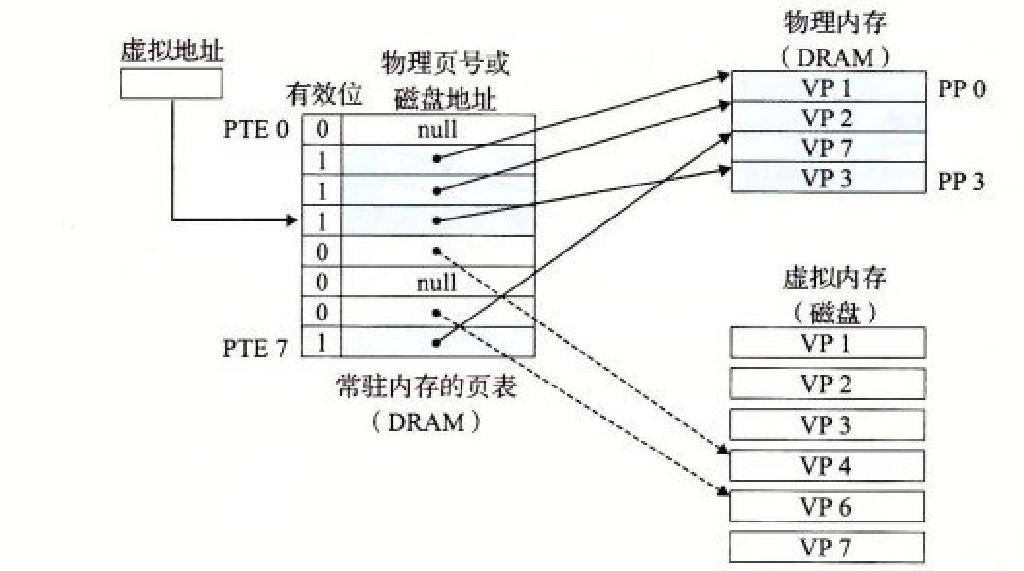 虚拟地址
有效位
物理页号或
磁盘地址
PTE 0
0
null
1
1
1
0
0
null
0
PTE 7
1
常驻内存的页表
（DRAM）
物理内存
（DRAM）
VP 1
PP 0
VP 2
VP 7
VP 3
PP 3
虚拟内存
（磁盘）
VP 1
VP 2
VP 3
VP 4
VP 6
VP 7